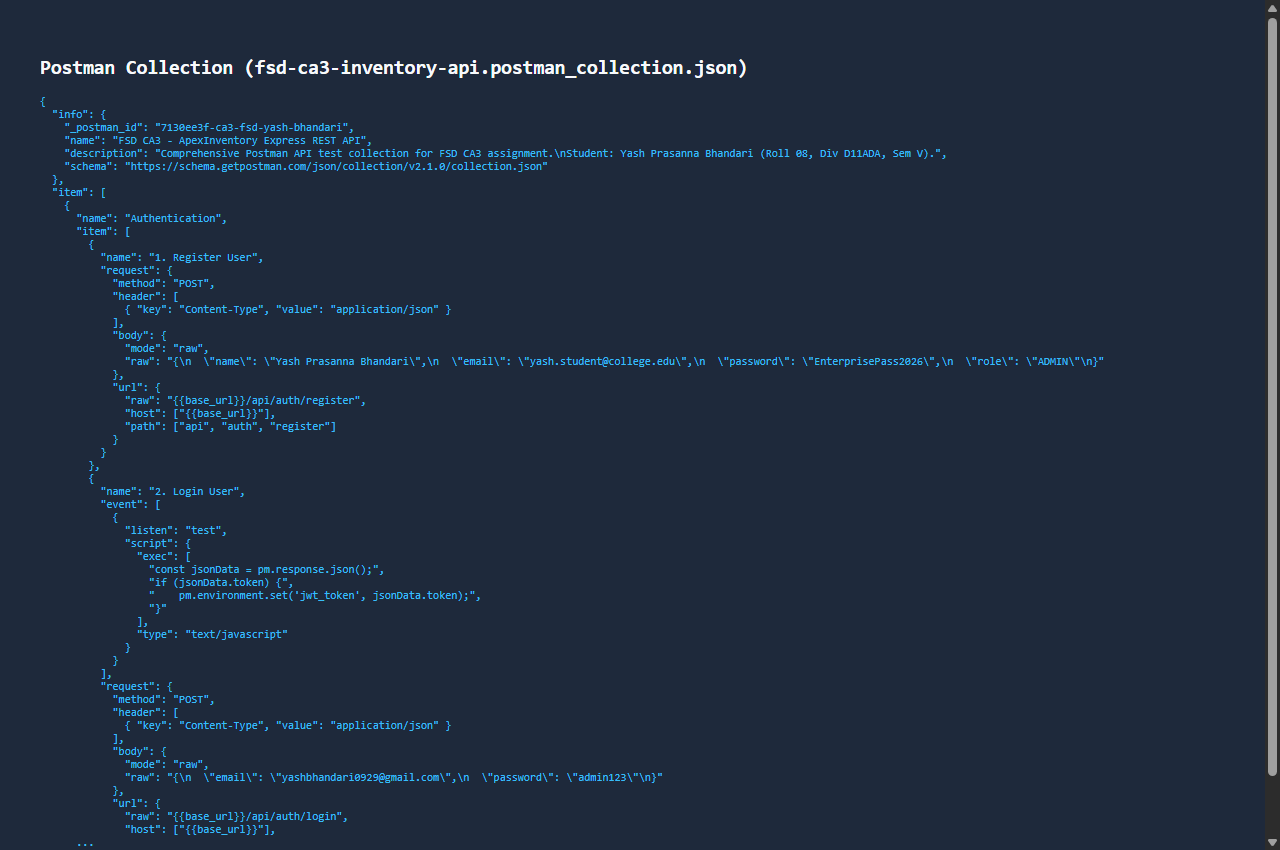 Postman Collection (fsd-ca3-inventory-api.postman_collection.json)
{
  "info": {
    "_postman_id": "7130ee3f-ca3-fsd-yash-bhandari",
    "name": "FSD CA3 - ApexInventory Express REST API",
    "description": "Comprehensive Postman API test collection for FSD CA3 assignment.\nStudent: Yash Prasanna Bhandari (Roll 08, Div D11ADA, Sem V).",
    "schema": "https://schema.getpostman.com/json/collection/v2.1.0/collection.json"
  },
  "item": [
    {
      "name": "Authentication",
      "item": [
        {
          "name": "1. Register User",
          "request": {
            "method": "POST",
            "header": [
              { "key": "Content-Type", "value": "application/json" }
            ],
            "body": {
              "mode": "raw",
              "raw": "{\n  \"name\": \"Yash Prasanna Bhandari\",\n  \"email\": \"yash.student@college.edu\",\n  \"password\": \"EnterprisePass2026\",\n  \"role\": \"ADMIN\"\n}"
            },
            "url": {
              "raw": "{{base_url}}/api/auth/register",
              "host": ["{{base_url}}"],
              "path": ["api", "auth", "register"]
            }
          }
        },
        {
          "name": "2. Login User",
          "event": [
            {
              "listen": "test",
              "script": {
                "exec": [
                  "const jsonData = pm.response.json();",
                  "if (jsonData.token) {",
                  "    pm.environment.set('jwt_token', jsonData.token);",
                  "}"
                ],
                "type": "text/javascript"
              }
            }
          ],
          "request": {
            "method": "POST",
            "header": [
              { "key": "Content-Type", "value": "application/json" }
            ],
            "body": {
              "mode": "raw",
              "raw": "{\n  \"email\": \"yashbhandari0929@gmail.com\",\n  \"password\": \"admin123\"\n}"
            },
            "url": {
              "raw": "{{base_url}}/api/auth/login",
              "host": ["{{base_url}}"],
      ...